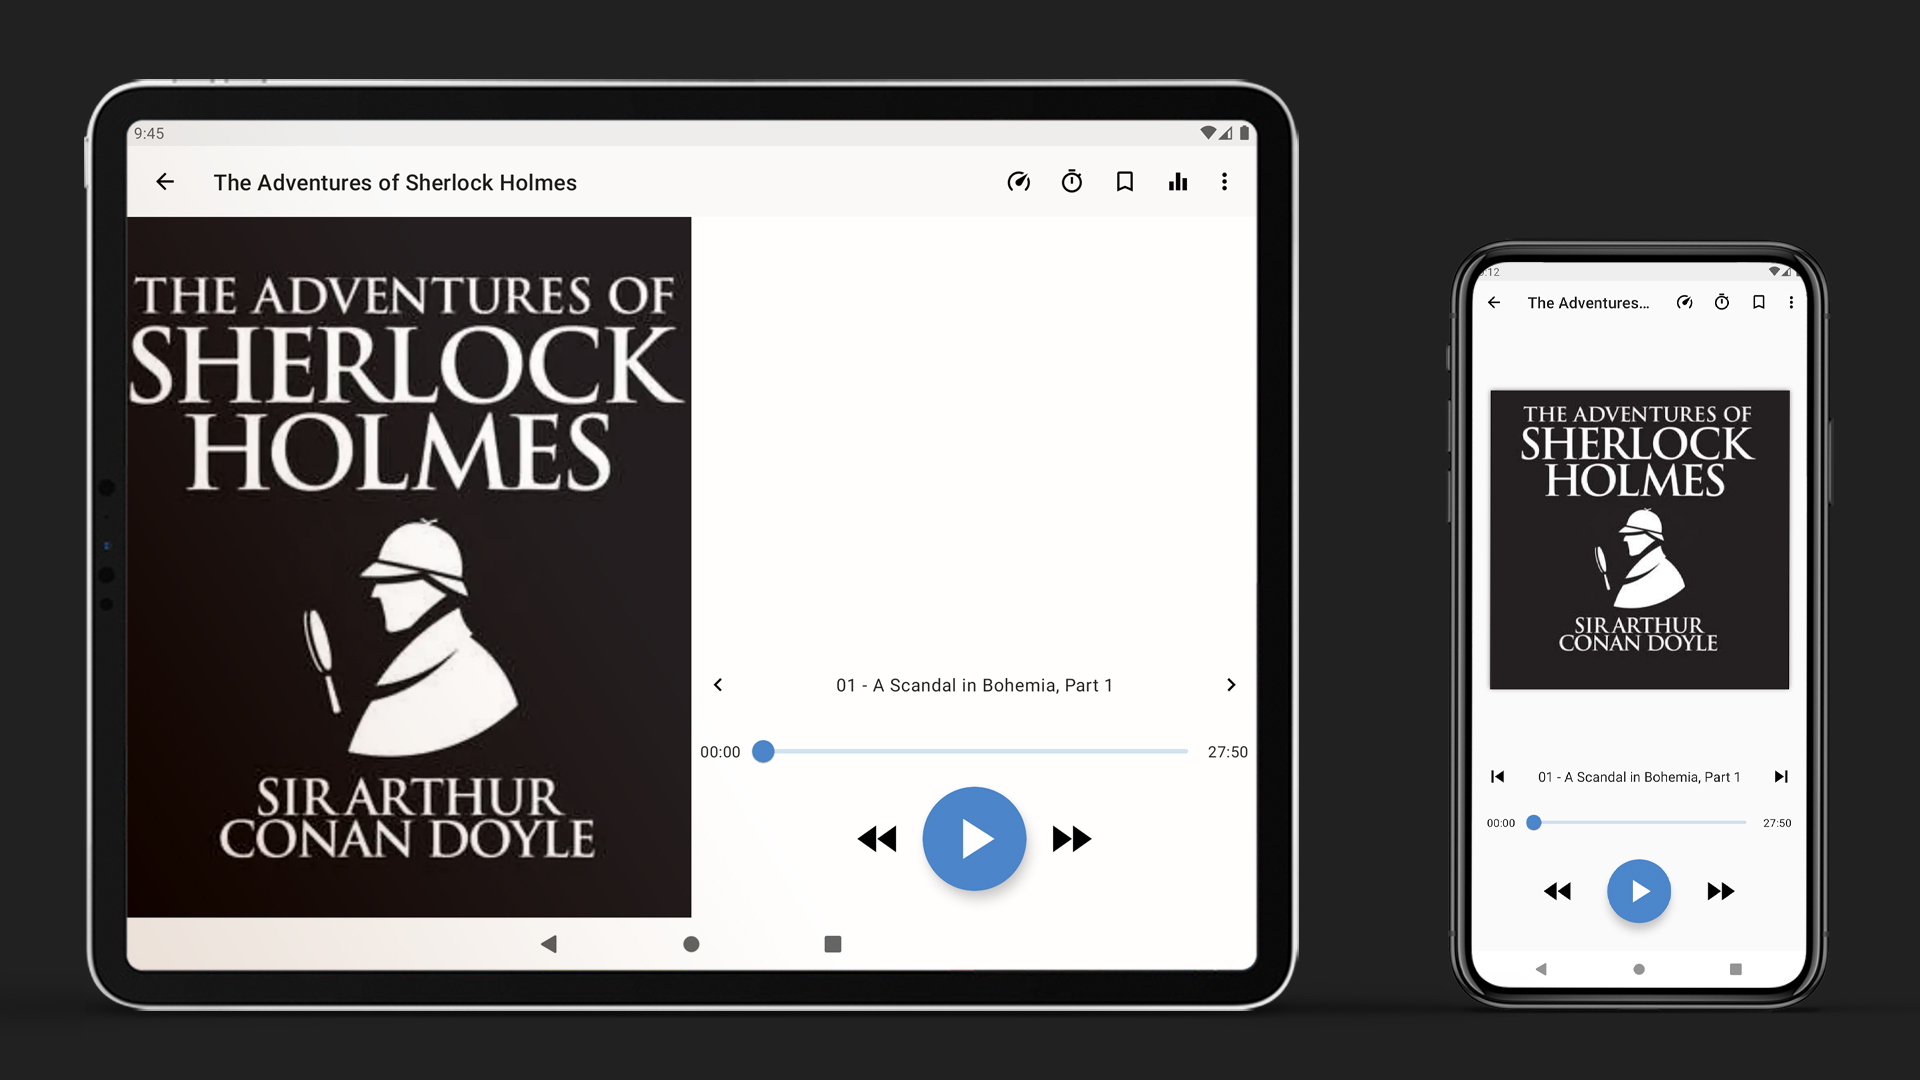 9:45
The Adventures of Sherlock Holmes
THE ADVENTURES OF
SHERLOCK
HOLMES
SIR ARTHUR
CONAN DOYLE
01 - A Scandal in Bohemia, Part 1
00:00
27:50
:12
The Adventures...
THE ADVENTURES OF
SHERLOCK
HOLMES
SIR ARTHUR
CONAN DOYLE
01 - A Scandal in Bohemia, Part 1
00:00
27:50